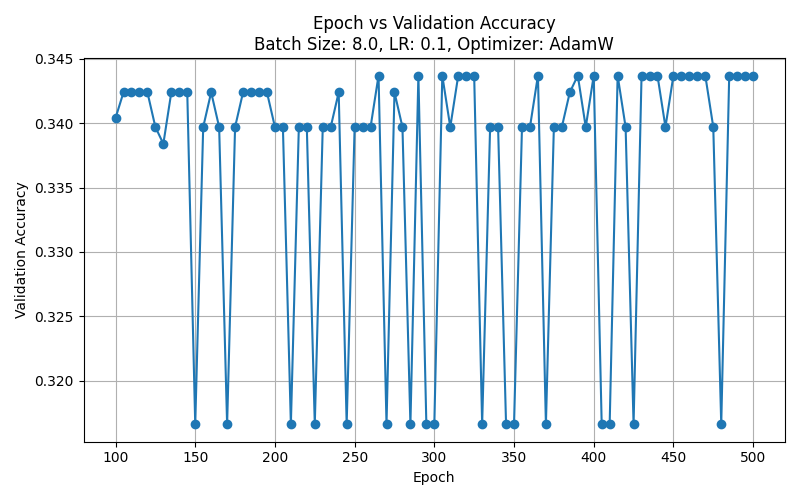 Epoch vs Validation Accuracy
Batch Size: 8.0, LR: 0.1, Optimizer: AdamW
0.345
0.340
0.335
0.330
0.325
0.320
Validation Accuracy
100 150 200 250 300 350 400 450 500
Epoch